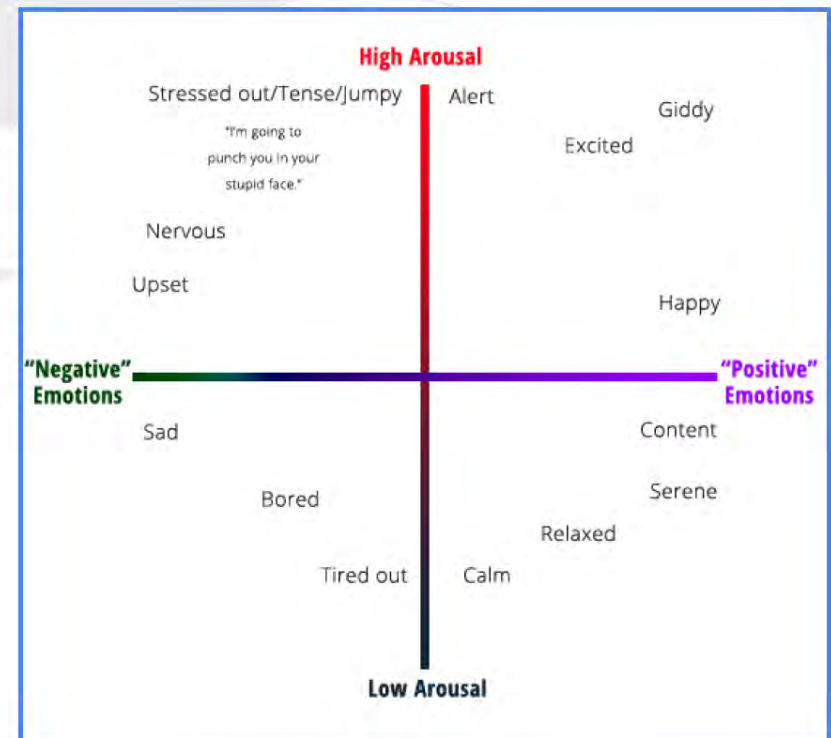 High Arousal
Stressed out/Tense/Jumpy
Alert
Giddy
"I'm going to
punch you in your
stupid face."
Excited
Nervous
Upset
Happy
"Negative"
Emotions
"Positive"
Emotions
Sad
Content
Bored
Serene
Relaxed
Tired out
Calm
Low Arousal